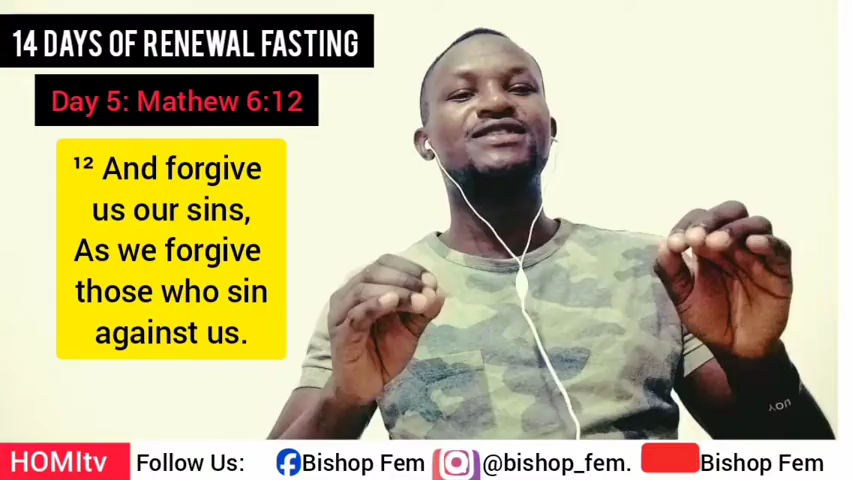 14 DAYS OF RENEWAL FASTING
Day 5: Mathew 6:12
¹² And forgive
us our sins,
As we forgive
those who sin
against us.
HOMItv Follow Us: Bishop Fem @bishop_fem. Bishop Fem